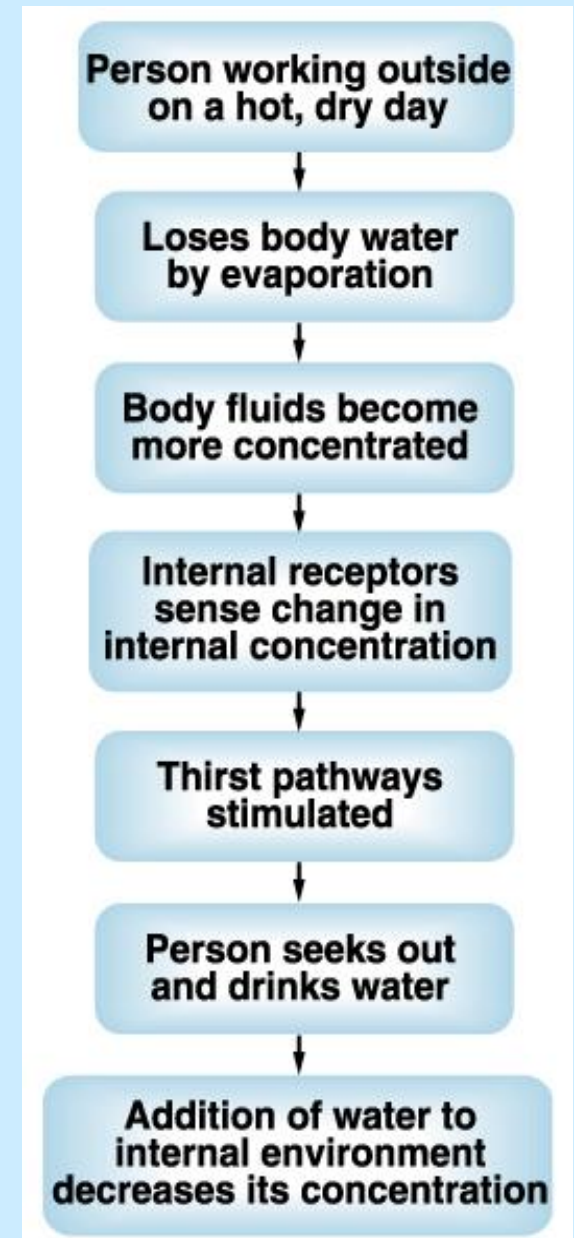 Person working outside
on a hot, dry day
Loses body water
by evaporation
Body fluids become
more concentrated
Internal receptors
sense change in
internal concentration
Thirst pathways
stimulated
Person seeks out
and drinks water
Addition of water to
internal environment
decreases its concentration